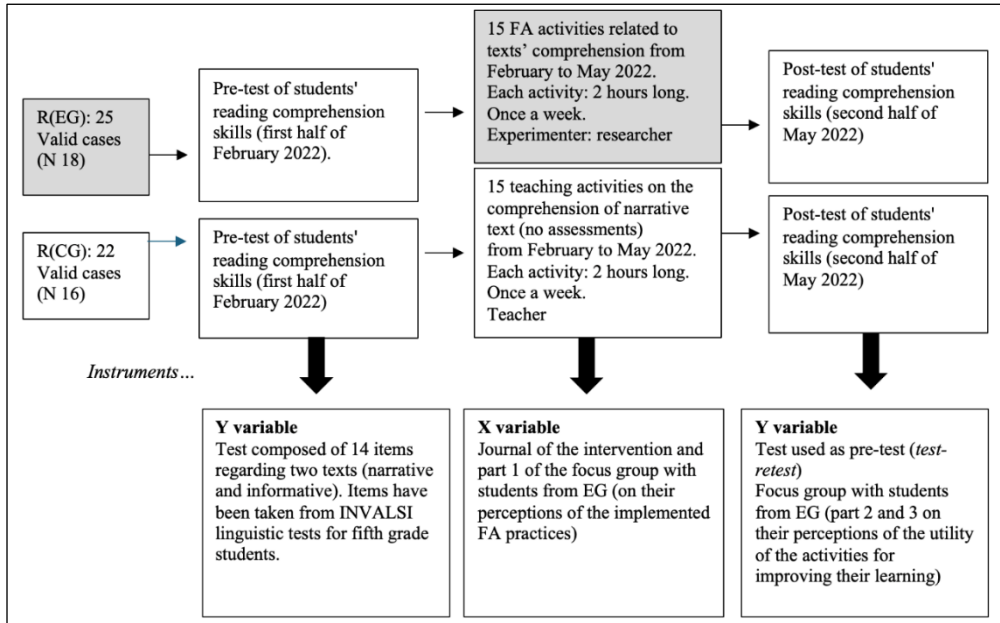 R(EG): 25
Valid cases
(N 18)
Pre-test of students'
reading comprehension
skills (first half of
February 2022).
15 FA activities related to
texts’ comprehension from
February to May 2022.
Each activity: 2 hours long.
Once a week.
Experimenter: researcher
Post-test of students'
reading comprehension
skills (second half of
May 2022)
R(CG): 22
Valid cases
(N 16)
Pre-test of students'
reading comprehension
skills (first half of
February 2022)
15 teaching activities on the
comprehension of narrative
text (no assessments)
from February to May 2022.
Each activity: 2 hours long.
Once a week.
Teacher
Post-test of students'
reading comprehension
skills (second half of
May 2022)
Instruments…
Y variable
Test composed of 14 items
regarding two texts (narrative
and informative). Items have
been taken from INVALSI
linguistic tests for fifth grade
students.
X variable
Journal of the intervention and
part 1 of the focus group with
students from EG (on their
perceptions of the implemented
FA practices)
Y variable
Test used as pre-test (test-
retest)
Focus group with students
from EG (part 2 and 3 on
their perceptions of the utility
of the activities for
improving their learning)